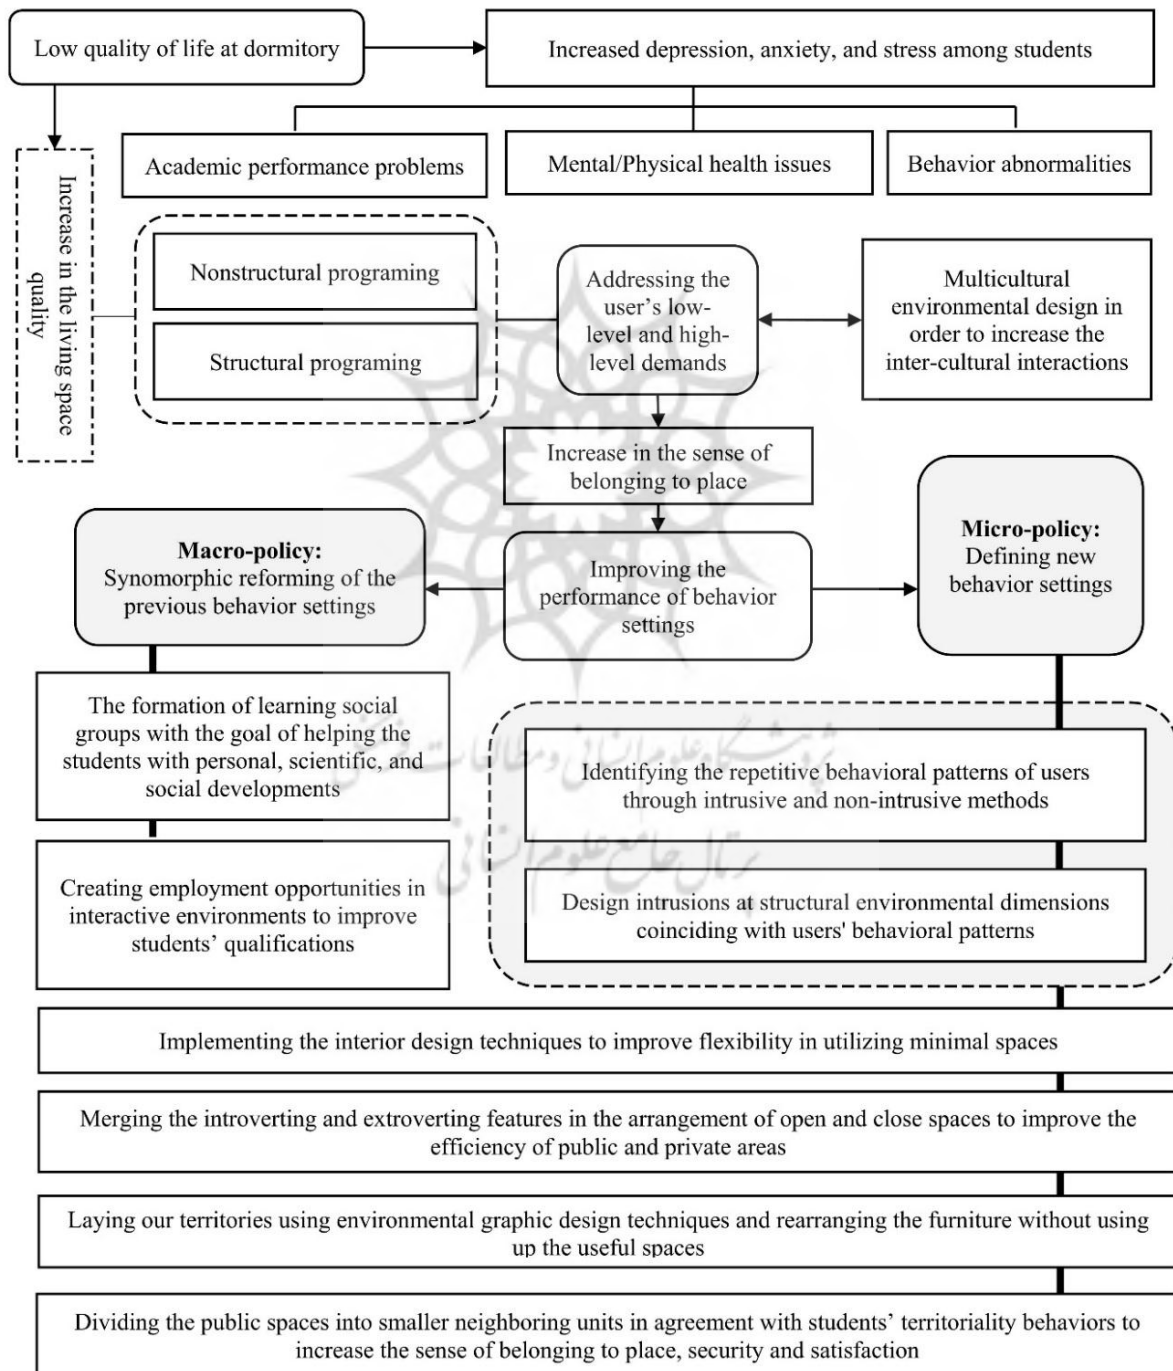 Low quality of life at dormitory
Increased depression, anxiety, and stress among students
Academic performance problems
Mental/Physical health issues
Behavior abnormalities
Increase in the living space
quality
Nonstructural programing
Structural programing
Addressing the
user's low-
level and high-
level demands
Multicultural
environmental design in
order to increase the
inter-cultural interactions
Increase in the sense of
belonging to place
Macro-policy:
Synomorphic reforming of the
previous behavior settings
Improving the
performance of behavior
settings
Micro-policy:
Defining new
behavior settings
The formation of learning social
groups with the goal of helping the
students with personal, scientific, and
social developments
Creating employment opportunities in
interactive environments to improve
students' qualifications
Identifying the repetitive behavioral patterns of users
through intrusive and non-intrusive methods
Design intrusions at structural environmental dimensions
coinciding with users' behavioral patterns
پژوهشگاه علوم انسانی و مطالعات فرهنگی
پرتال جامع علوم انسانی
Implementing the interior design techniques to improve flexibility in utilizing minimal spaces
Merging the introverting and extroverting features in the arrangement of open and close spaces to improve the
efficiency of public and private areas
Laying our territories using environmental graphic design techniques and rearranging the furniture without using
up the useful spaces
Dividing the public spaces into smaller neighboring units in agreement with students' territoriality behaviors to
increase the sense of belonging to place, security and satisfaction